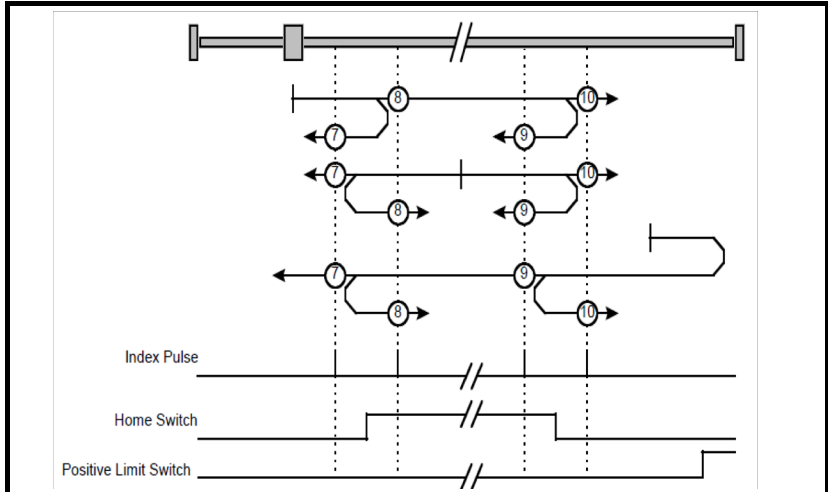 8 10
7 9
7 10
8 9
7 9
8 10
Index Pulse
Home Switch
Positive Limit Switch